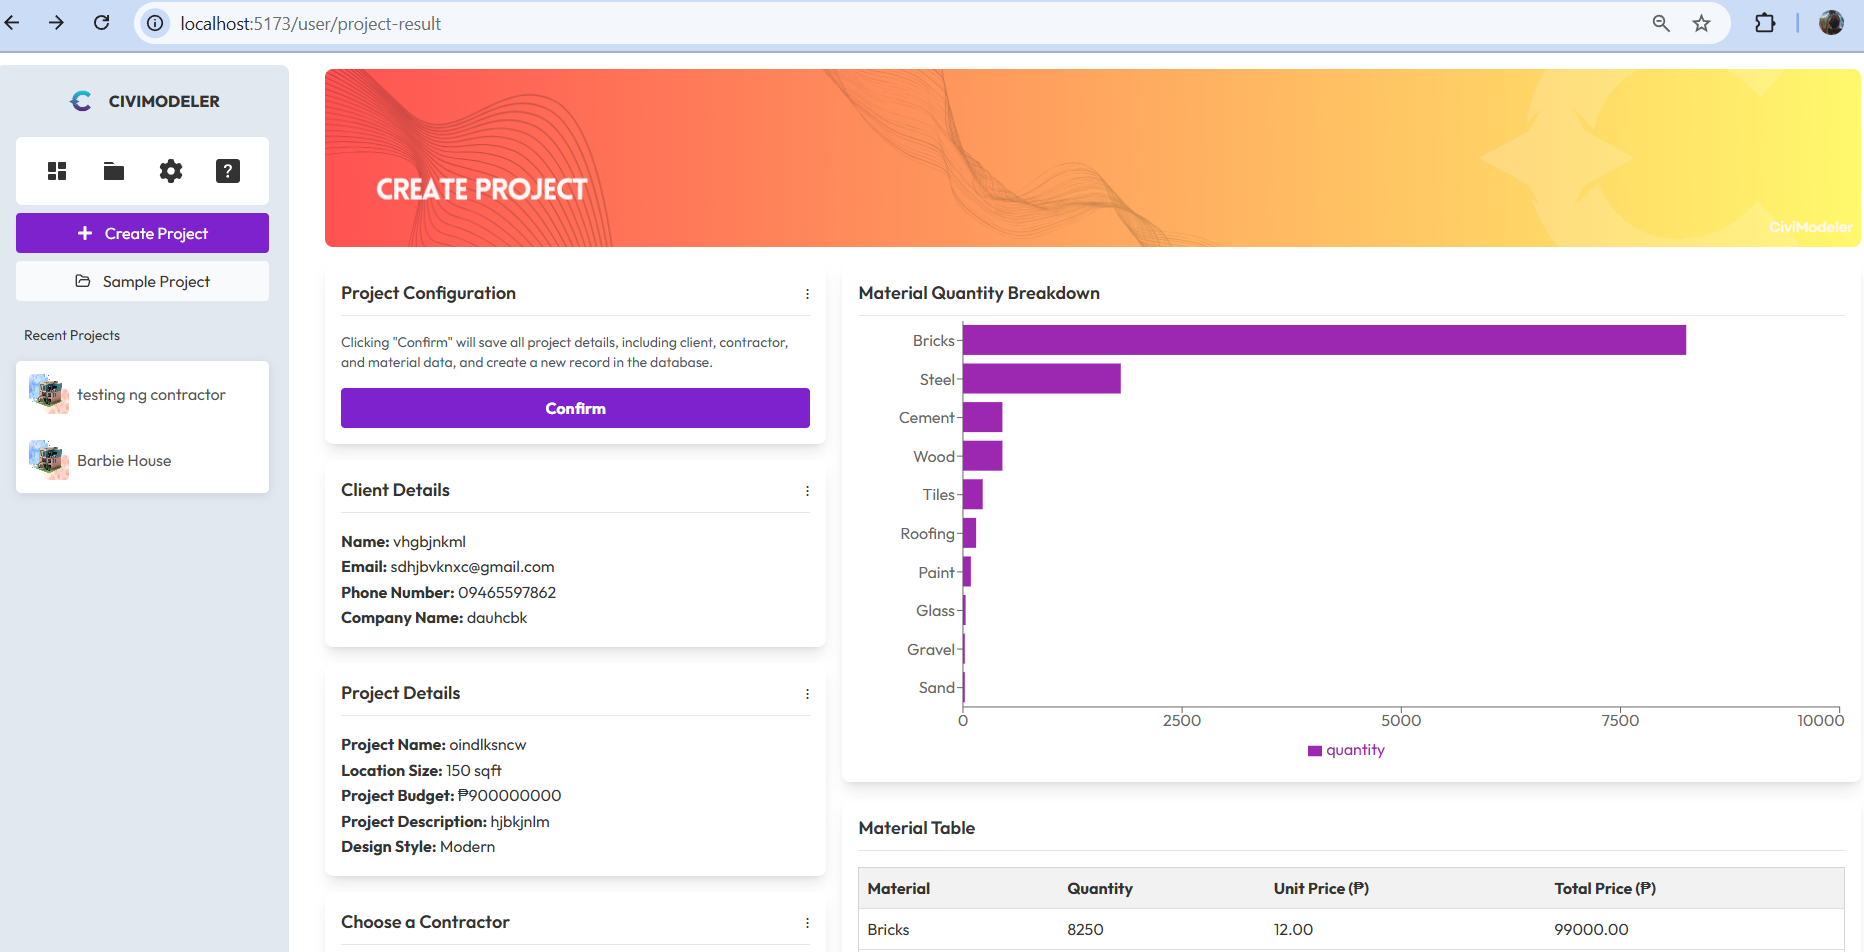 localhost:5173/user/project-result
CIVIMODELER
?
Create Project
Sample Project
Recent Projects
testing ng contractor
Barbie House
CREATE PROJECT
CiviModeler
Project Configuration
Clicking "Confirm" will save all project details, including client, contractor,
and material data, and create a new record in the database.
Confirm
Client Details
Name: vhgbjnkml
Email: sdhjbvknxc@gmail.com
Phone Number: 09465597862
Company Name: dauhcbk
Project Details
Project Name: oindlksncw
Location Size: 150 sqft
Project Budget: ₱900000000
Project Description: hjbkjnlm
Design Style: Modern
Choose a Contractor
Material Quantity Breakdown
Bricks
Steel
Cement
Wood
Tiles
Roofing
Paint
Glass
Gravel
Sand
0 2500 5000 7500 10000
quantity
Material Table
Material Quantity Unit Price (₱) Total Price (₱)
Bricks 8250 12.00 99000.00